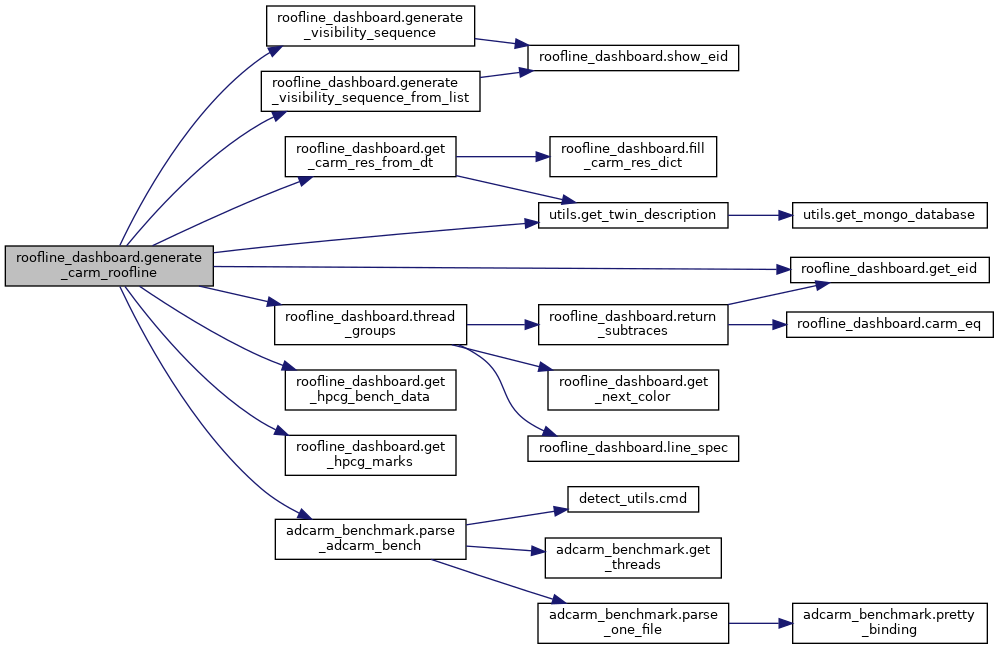 roofline_dashboard.generate
_visibility_sequence
roofline_dashboard.show_eid
roofline_dashboard.generate
_visibility_sequence_from_list
roofline_dashboard.get
_carm_res_from_dt
roofline_dashboard.fill
_carm_res_dict
utils.get_twin_description
utils.get_mongo_database
roofline_dashboard.generate
_carm_roofline
roofline_dashboard.get_eid
roofline_dashboard.thread
_groups
roofline_dashboard.return
_subtraces
roofline_dashboard.carm_eq
roofline_dashboard.get
_hpcg_bench_data
roofline_dashboard.get
_next_color
roofline_dashboard.get
_hpcg_marks
roofline_dashboard.line_spec
adcarm_benchmark.parse
_adcarm_bench
detect_utils.cmd
adcarm_benchmark.get
_threads
adcarm_benchmark.parse
_one_file
adcarm_benchmark.pretty
_binding